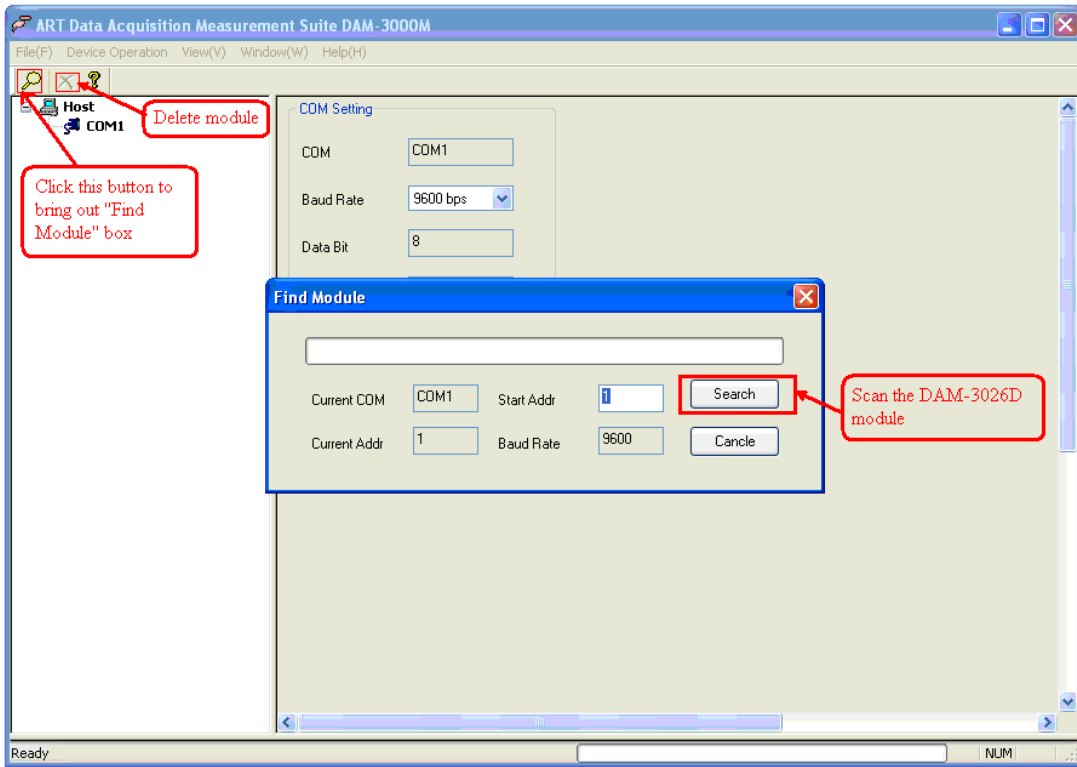 ART Data Acquisition Measurement Suite DAM-3000M
File(F) Device Operation View(V) Window(W) Help(H)
Host
COM1
Delete module
Click this button to
bring out "Find
Module" box
COM Setting
COM COM1
Baud Rate 9600 bps
Data Bit 8
Find Module
Current COM COM1 Start Addr 1 Search
Current Addr 1 Baud Rate 9600 Cancle
Scan the DAM-3026D
module
Ready NUM